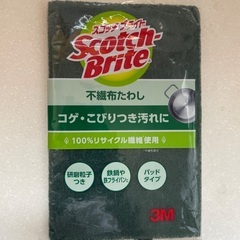 スコッチ・ブライト
Scotch-Brite
不織布たわし
コゲ・こびりつき汚れに
100%リサイクル繊維使用
研磨粒子
つき
鉄鍋や
鉄フライパンに
パッド
タイプ
3M